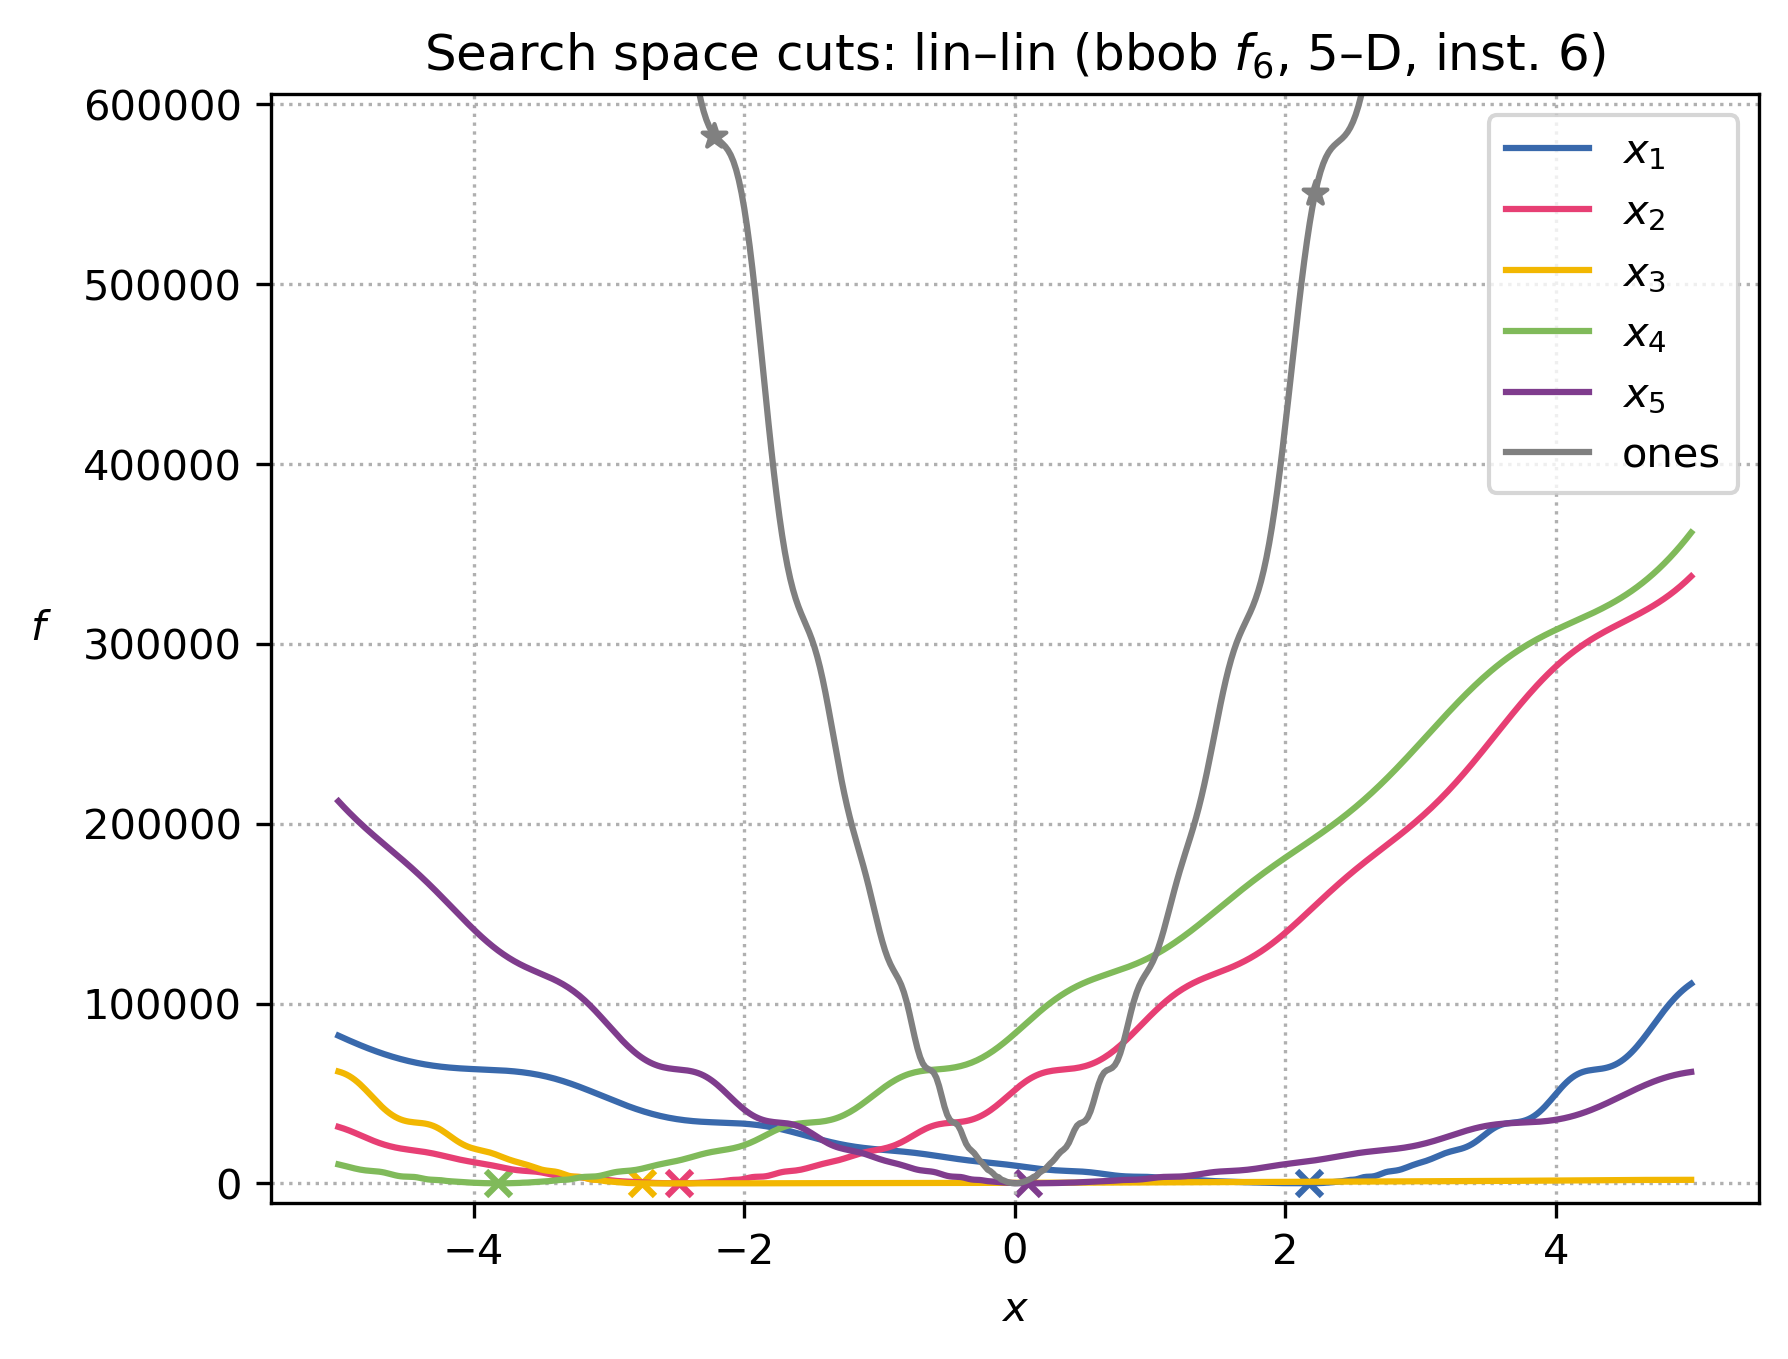 Search space cuts: lin–lin (bbob f₆, 5–D, inst. 6)
600000
500000
400000
300000
200000
100000
0
f
x₁
x₂
x₃
x₄
x₅
ones
−4 −2 0 2 4
x